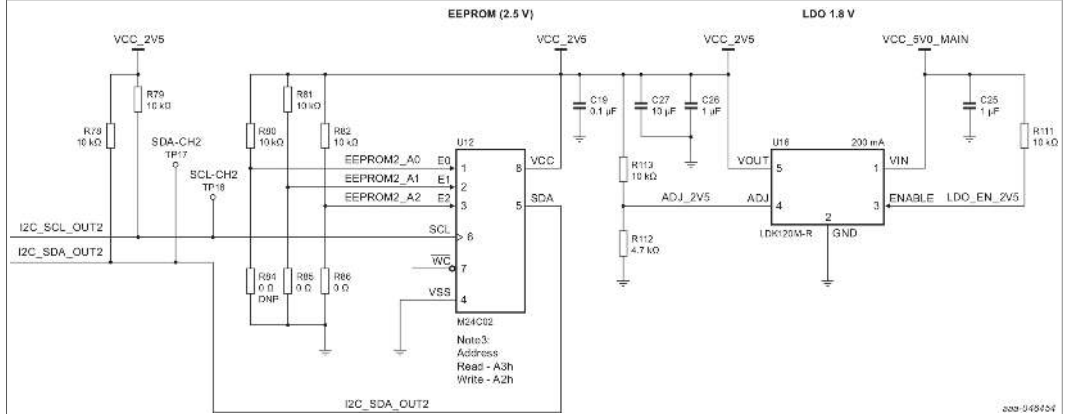 EEPROM (2.5 V)
LDO 1.8 V
VCC_2V5
VCC_2V5
VCC_2V5
VCC_5V0_MAIN
R79
10 kΩ
R78
10 kΩ
SDA-CH2
TP17
SCL-CH2
TP18
I2C_SCL_OUT2
I2C_SDA_OUT2
R81
10 kΩ
R80
10 kΩ
R82
10 kΩ
EEPROM2_A0
EEPROM2_A1
EEPROM2_A2
R84
0 Ω
DNP
R85
0 Ω
R86
0 Ω
U12
E0
1
E1
2
E2
3
SCL
6
WC
7
VSS
4
8
VCC
5
SDA
M24C02
Note3:
Address
Read - A3h
Write - A2h
I2C_SDA_OUT2
C19
0.1 µF
C27
10 µF
C26
1 µF
R113
10 kΩ
R112
4.7 kΩ
ADJ_2V5
U16
200 mA
VOUT
5
1
VIN
ADJ
4
3
ENABLE
2
GND
LDK120M-R
LDO_EN_2V5
C25
1 µF
R111
10 kΩ
aaa-046454